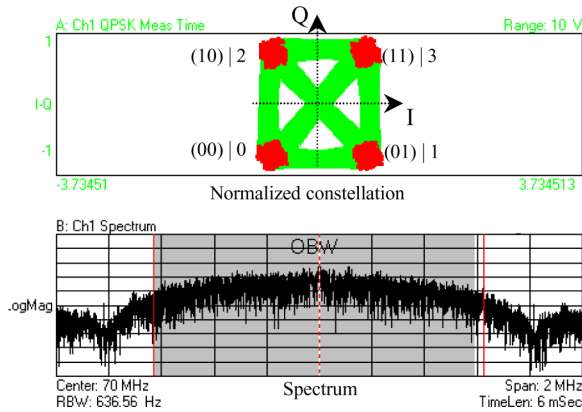 A: Ch1 QPSK Meas Time Range: 10 V
Q
1
(10) | 2 (11) | 3
I-Q I
(00) | 0 (01) | 1
-1
-3.73451 3.734513
Normalized constellation
B: Ch1 Spectrum
OBW
LogMag
Center: 70 MHz Spectrum Span: 2 MHz
RBW: 636.56 Hz TimeLen: 6 mSec